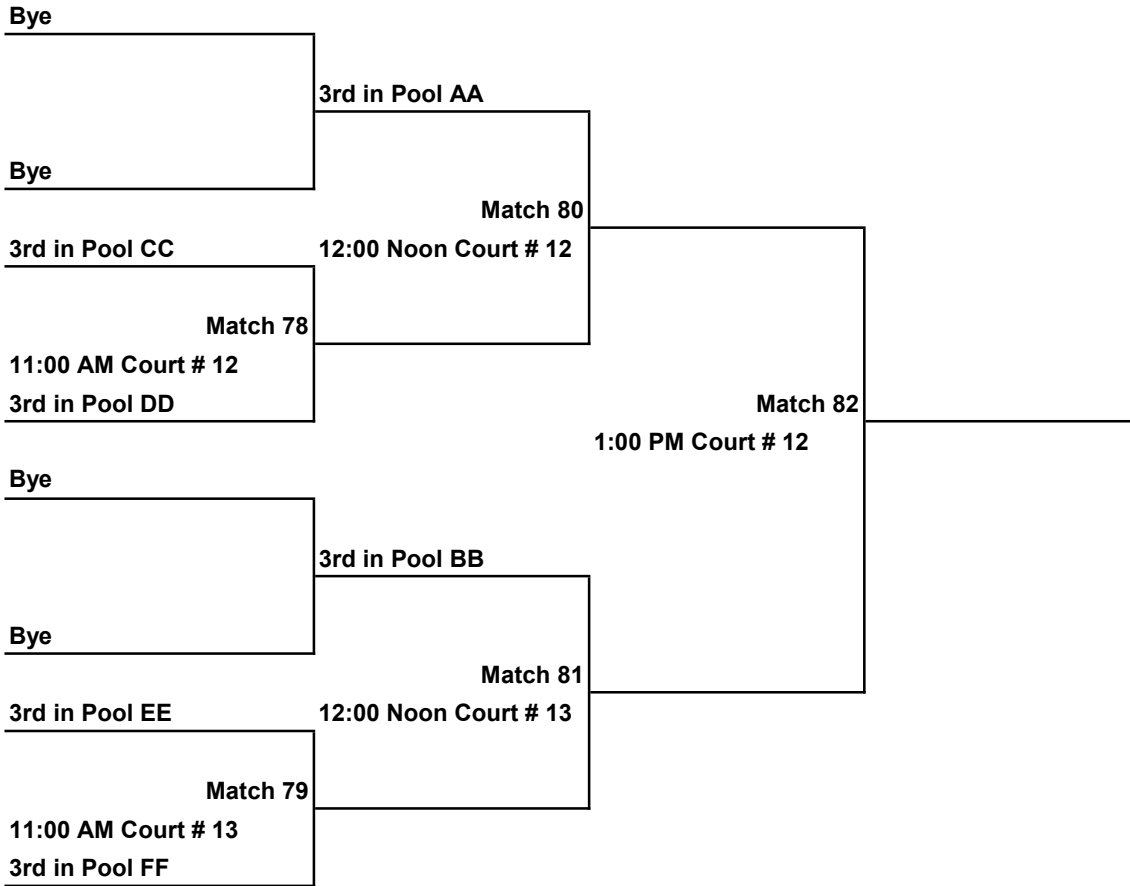 Bye
3rd in Pool AA
Bye
Match 80
3rd in Pool CC
12:00 Noon Court # 12
Match 78
11:00 AM Court # 12
3rd in Pool DD
Match 82
1:00 PM Court # 12
Bye
3rd in Pool BB
Bye
Match 81
3rd in Pool EE
12:00 Noon Court # 13
Match 79
11:00 AM Court # 13
3rd in Pool FF